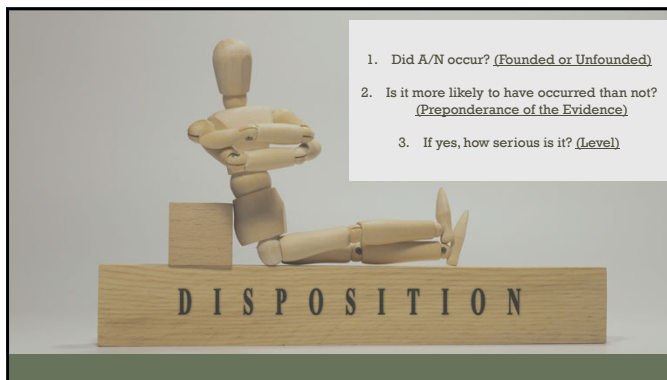 1. Did A/N occur? (Founded or Unfounded)
2. Is it more likely to have occurred than not?
(Preponderance of the Evidence)
3. If yes, how serious is it? (Level)
DISPOSITION